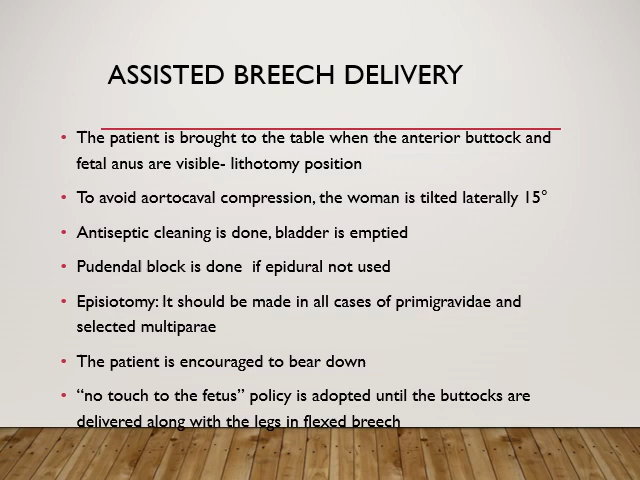 ASSISTED BREECH DELIVERY
• The patient is brought to the table when the anterior buttock and
fetal anus are visible- lithotomy position
• To avoid aortocaval compression, the woman is tilted laterally 15°
• Antiseptic cleaning is done, bladder is emptied
• Pudendal block is done  if epidural not used
• Episiotomy: It should be made in all cases of primigravidae and
selected multiparae
• The patient is encouraged to bear down
• “no touch to the fetus” policy is adopted until the buttocks are
delivered along with the legs in flexed breech